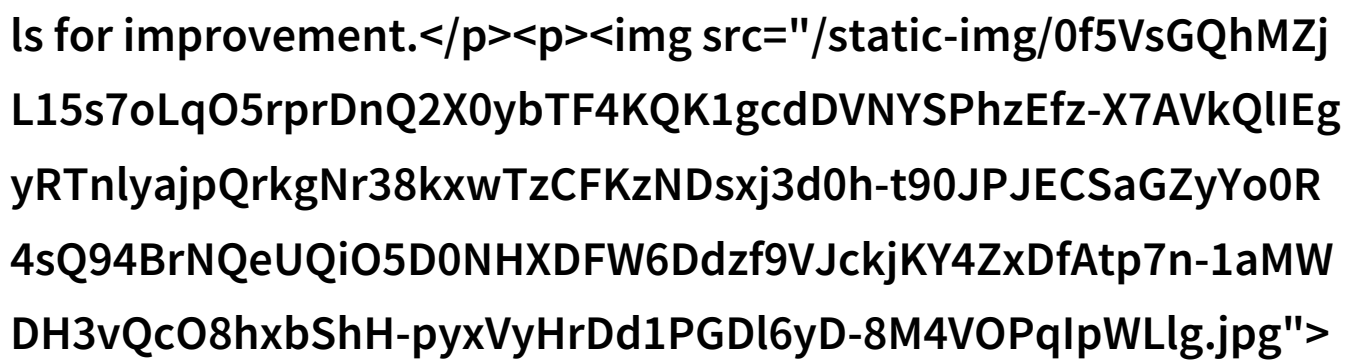 ls for improvement.</p><p><img src="/static-img/0f5VsGQhMZj
L15s7oLqO5rprDnQ2X0ybTF4KQK1gcdDVNYSPhzEfz-X7AVkQlIEg
yRTnlyajpQrkgNr38kxwTzCFKzNDsxj3d0h-t90JPJECSaGZyYo0R
4sQ94BrNQeUQiO5D0NHXDFW6Ddzf9VJckjKY4ZxDfAtp7n-1aMW
DH3vQcO8hxbShH-pyxVyHrDd1PGDl6yD-8M4VOPqIpWLlg.jpg">